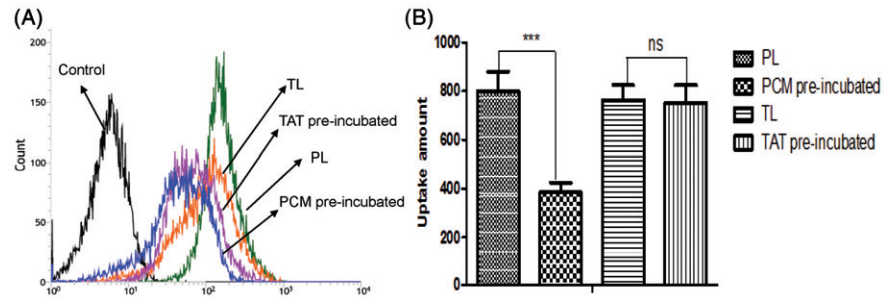 (A)
200
150
100
50
0
Count
10⁰
10¹
10²
10³
10⁴
Control
TL
TAT pre-incubated
PL
PCM pre-incubated
(B)
1000
800
600
400
200
0
Uptake amount
***
ns
PL
PCM pre-incubated
TL
TAT pre-incubated